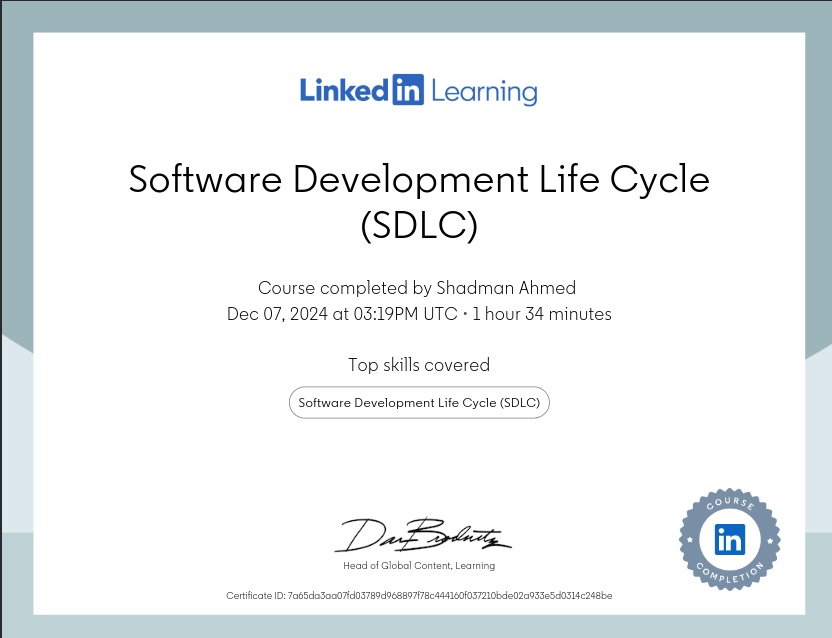 Linked in Learning
Software Development Life Cycle
(SDLC)
Course completed by Shadman Ahmed
Dec 07, 2024 at 03:19PM UTC • 1 hour 34 minutes
Top skills covered
Software Development Life Cycle (SDLC)
Head of Global Content, Learning
Certificate ID: 7a65da3aa07fd03789d968897f78c444160f037210bde02a933e5d0314c248be
COURSE
in
COMPLETION